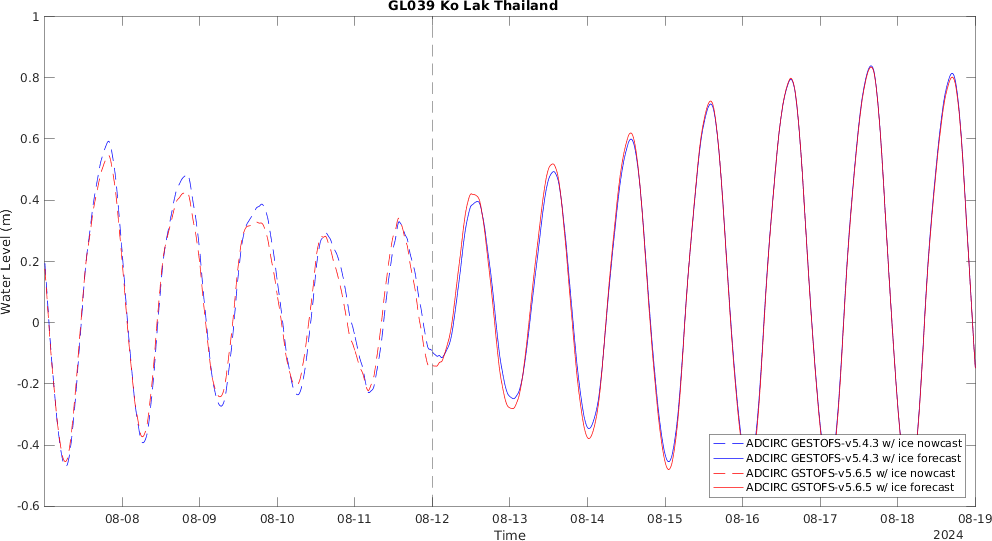 GL039 Ko Lak Thailand
1
0.8
0.6
0.4
0.2
0
-0.2
-0.4
-0.6
Water Level (m)
ADCIRC GESTOFS-v5.4.3 w/ ice nowcast
ADCIRC GESTOFS-v5.4.3 w/ ice forecast
ADCIRC GSTOFS-v5.6.5 w/ ice nowcast
ADCIRC GSTOFS-v5.6.5 w/ ice forecast
08-08 08-09 08-10 08-11 08-12 08-13 08-14 08-15 08-16 08-17 08-18 08-19
Time
2024